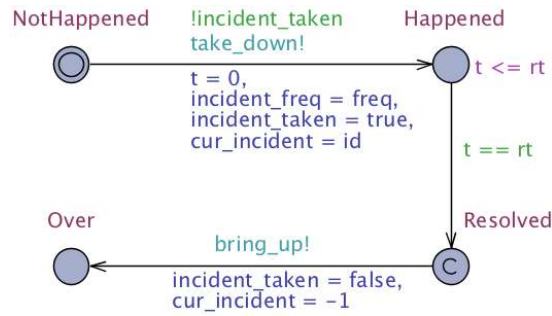 NotHappened
!incident_taken
Happened
take_down!
t <= rt
t = 0,
incident_freq = freq,
incident_taken = true,
cur_incident = id
t == rt
Over
Resolved
bring_up!
C
incident_taken = false,
cur_incident = -1